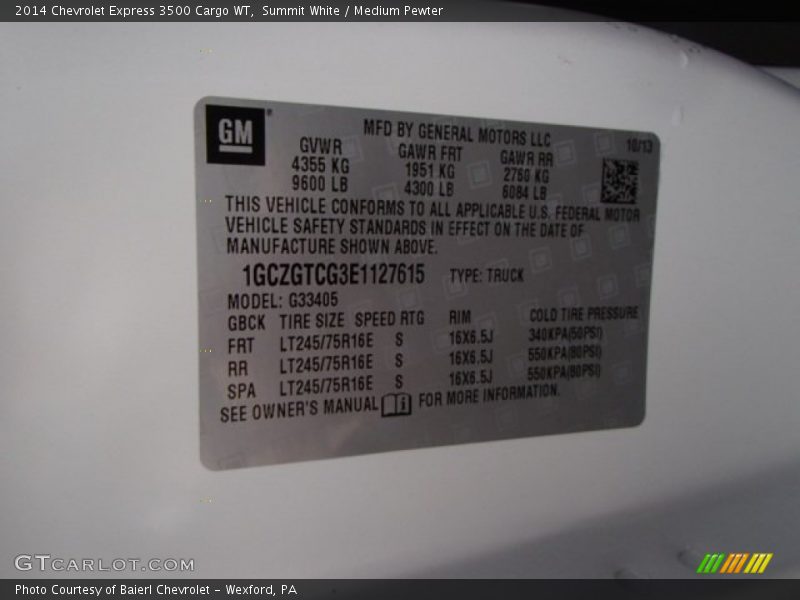 2014 Chevrolet Express 3500 Cargo WT, Summit White / Medium Pewter
GM
MFD BY GENERAL MOTORS LLC
10/13
GVWR GAWR FRT GAWR RR
4355 KG 1951 KG 2760 KG
9600 LB 4300 LB 6084 LB
THIS VEHICLE CONFORMS TO ALL APPLICABLE U.S. FEDERAL MOTOR
VEHICLE SAFETY STANDARDS IN EFFECT ON THE DATE OF
MANUFACTURE SHOWN ABOVE.
1GCZGTCG3E1127615 TYPE: TRUCK
MODEL: G33405
GBCK TIRE SIZE SPEED RTG RIM COLD TIRE PRESSURE
FRT LT245/75R16E S 16X6.5J 340KPA(50PSI)
RR LT245/75R16E S 16X6.5J 550KPA(80PSI)
SPA LT245/75R16E S 16X6.5J 550KPA(80PSI)
SEE OWNER'S MANUAL FOR MORE INFORMATION.
GTCARLOT.COM
Photo Courtesy of Baierl Chevrolet - Wexford, PA